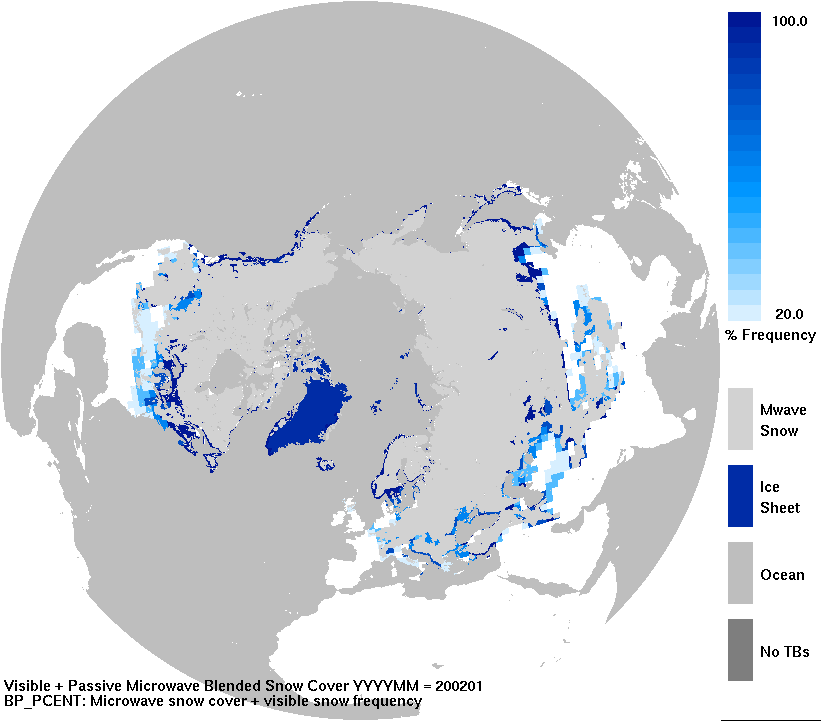 100.0
20.0
% Frequency
Mwave
Snow
Ice
Sheet
Ocean
No TBs
Visible + Passive Microwave Blended Snow Cover YYYYMM = 200201
BP_PCENT: Microwave snow cover + visible snow frequency